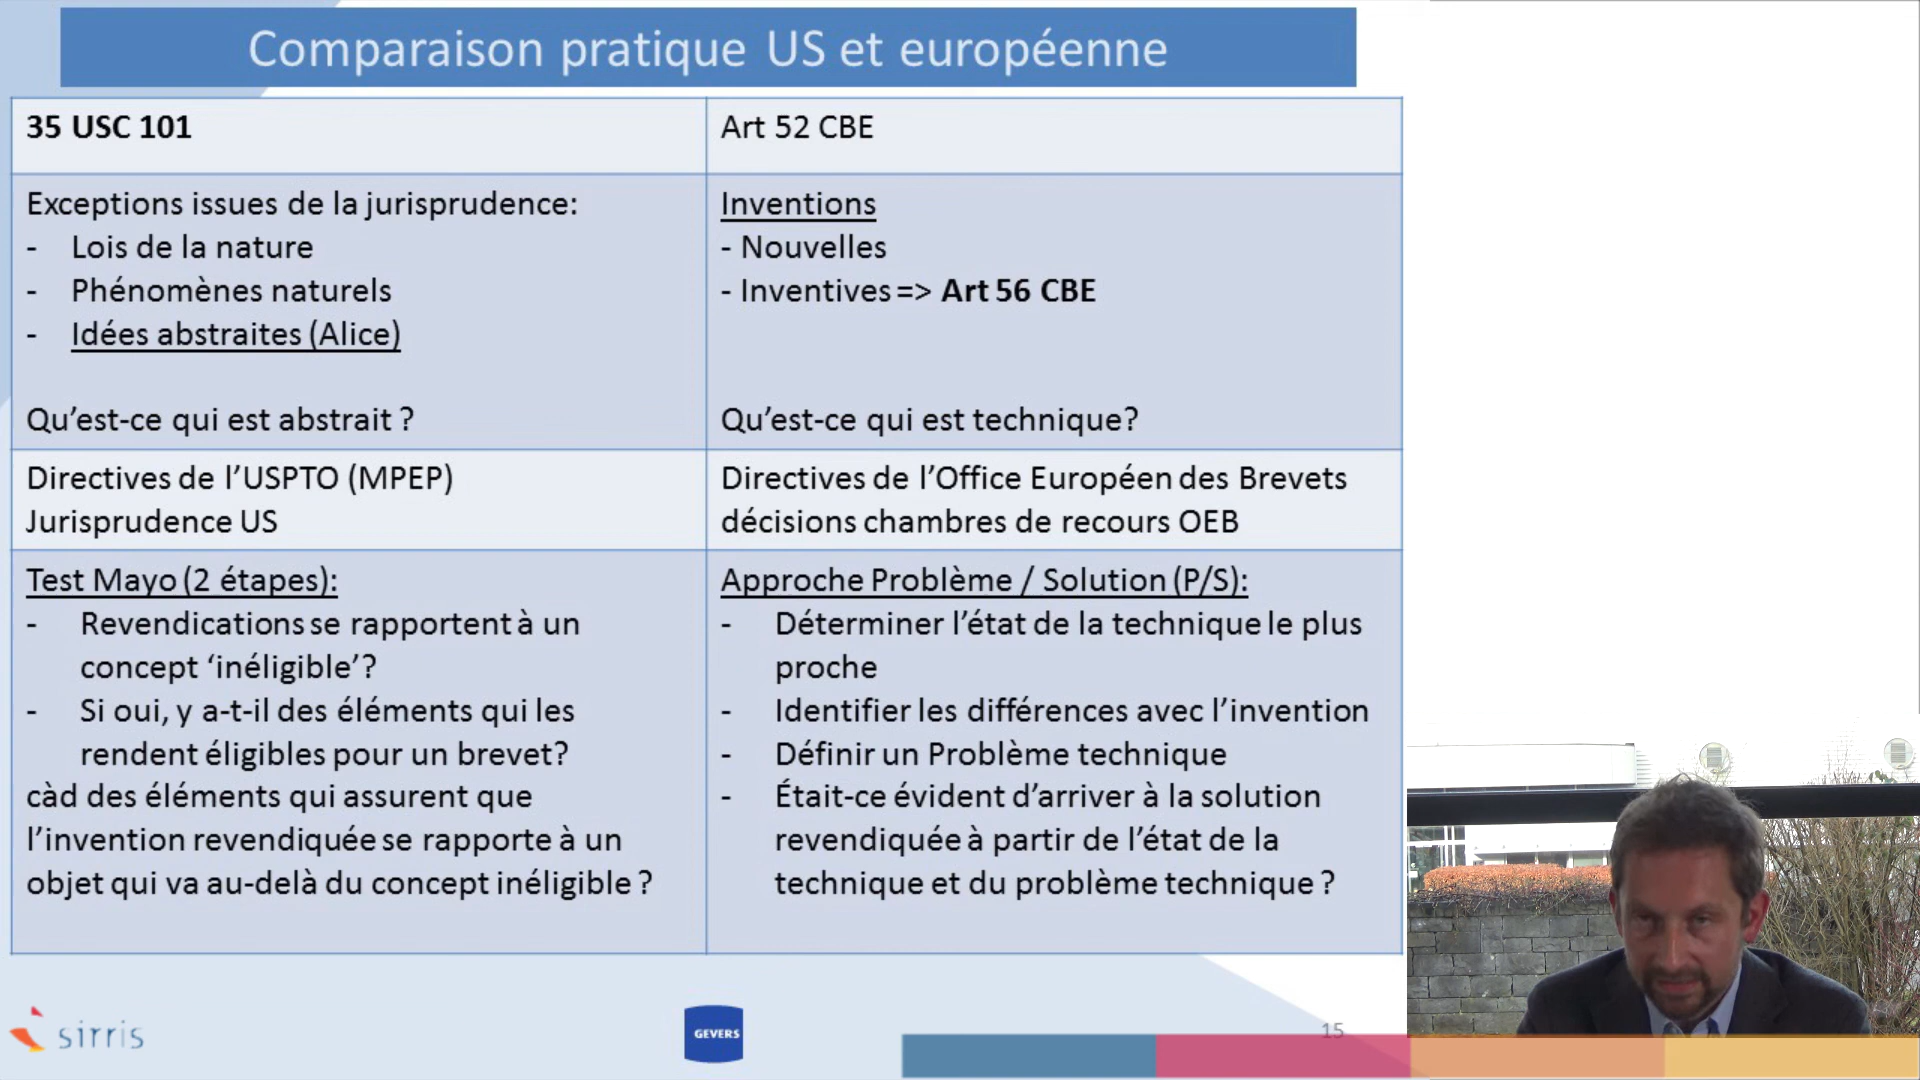 Comparaison pratique US et européenne
35 USC 101
Art 52 CBE
Exceptions issues de la jurisprudence:
- Lois de la nature
- Phénomènes naturels
- Idées abstraites (Alice)
Qu’est-ce qui est abstrait ?
Inventions
- Nouvelles
- Inventives => Art 56 CBE
Qu’est-ce qui est technique?
Directives de l’USPTO (MPEP)
Jurisprudence US
Directives de l’Office Européen des Brevets
décisions chambres de recours OEB
Test Mayo (2 étapes):
- Revendications se rapportent à un
concept ‘inéligible’?
- Si oui, y a-t-il des éléments qui les
rendent éligibles pour un brevet?
càd des éléments qui assurent que
l’invention revendiquée se rapporte à un
objet qui va au-delà du concept inéligible ?
Approche Problème / Solution (P/S):
- Déterminer l’état de la technique le plus
proche
- Identifier les différences avec l’invention
- Définir un Problème technique
- Était-ce évident d’arriver à la solution
revendiquée à partir de l’état de la
technique et du problème technique ?
sirris
GEVERS
15